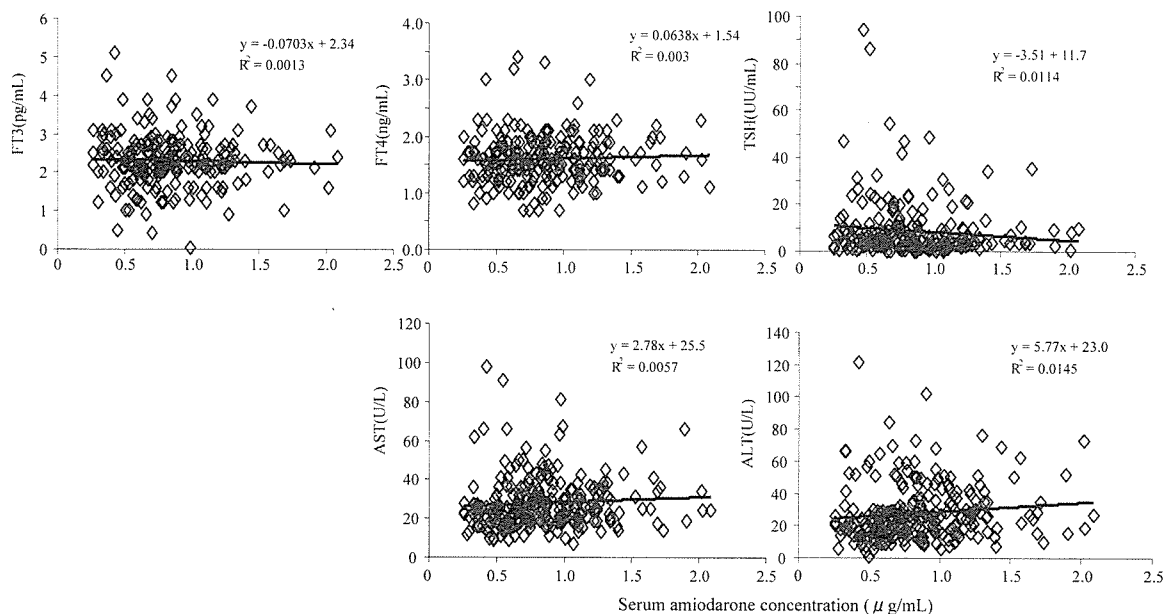 y = -0.0703x + 2.34
R² = 0.0013
FT3(pg/mL)
6
5
4
3
2
1
0
0 0.5 1.0 1.5 2.0 2.5
y = 0.0638x + 1.54
R² = 0.003
FT4(ng/mL)
4.0
3.0
2.0
1.0
0.0
0 0.5 1.0 1.5 2.0 2.5
y = -3.51 + 11.7
R² = 0.0114
TSH(UU/mL)
100
80
60
40
20
0
0 0.5 1.0 1.5 2.0 2.5
y = 2.78x + 25.5
R² = 0.0057
AST(U/L)
120
100
80
60
40
20
0
0 0.5 1.0 1.5 2.0 2.5
y = 5.77x + 23.0
R² = 0.0145
ALT(U/L)
140
120
100
80
60
40
20
0
0 0.5 1.0 1.5 2.0 2.5
Serum amiodarone concentration ( μ g/mL)